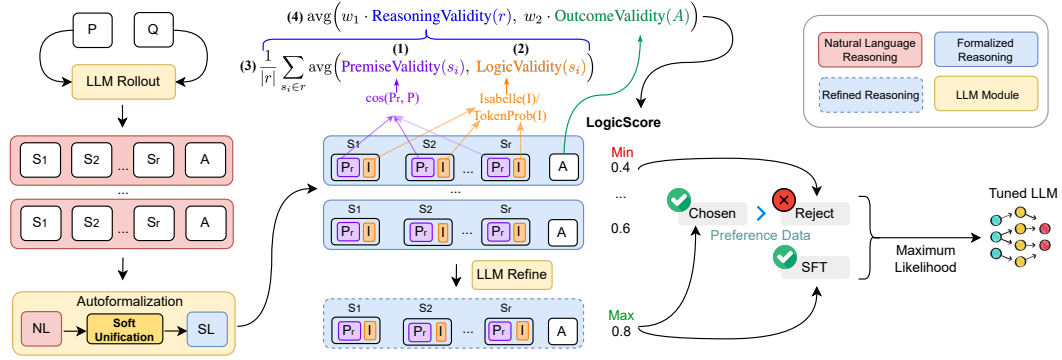 P
Q
LLM Rollout
S1 S2 ... Sr A
...
S1 S2 ... Sr A
Autoformalization
NL
Soft
Unification
SL
(4) avg(w1 · ReasoningValidity(r), w2 · OutcomeValidity(A))
(1) (2)
(3) 1/|r| ∑ si∈r avg(PremiseValidity(si), LogicValidity(si))
cos(Pr, P)
Isabelle(I)/
TokenProb(I)
S1 S2 Sr
Pr I Pr I ... Pr I A
...
Pr I Pr I ... Pr I A
LLM Refine
S1 S2 Sr
Pr I Pr I ... Pr I A
LogicScore
Min
0.4
...
0.6
Max
0.8
Chosen > Reject
Preference Data
SFT
Maximum
Likelihood
Tuned LLM
Natural Language
Reasoning
Formalized
Reasoning
Refined Reasoning
LLM Module